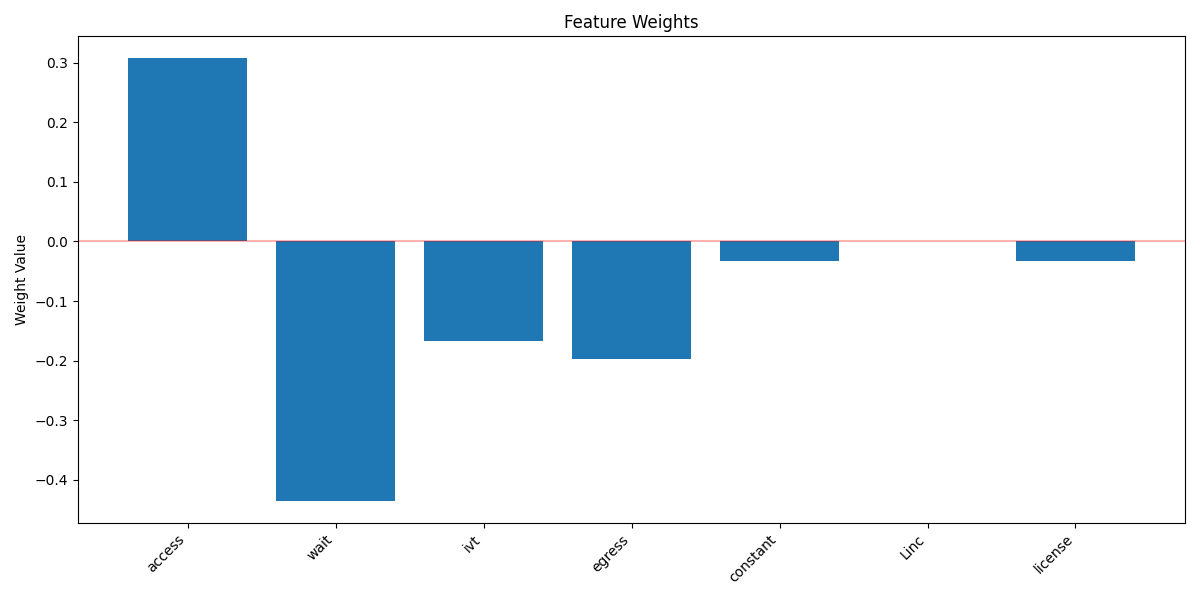 Feature Weights
0.3
0.2
0.1
0.0
−0.1
−0.2
−0.3
−0.4
Weight Value
access
wait
ivt
egress
constant
Linc
license